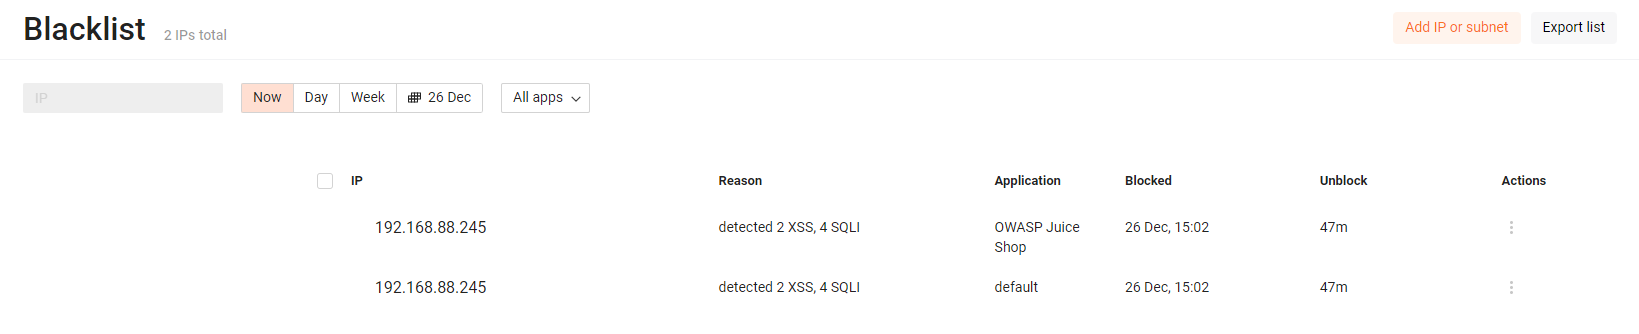 Blacklist 2 IPs total Add IP or subnet Export list
IP Now Day Week 26 Dec All apps
IP Reason Application Blocked Unblock Actions
192.168.88.245 detected 2 XSS, 4 SQLI OWASP Juice Shop 26 Dec, 15:02 47m
192.168.88.245 detected 2 XSS, 4 SQLI default 26 Dec, 15:02 47m